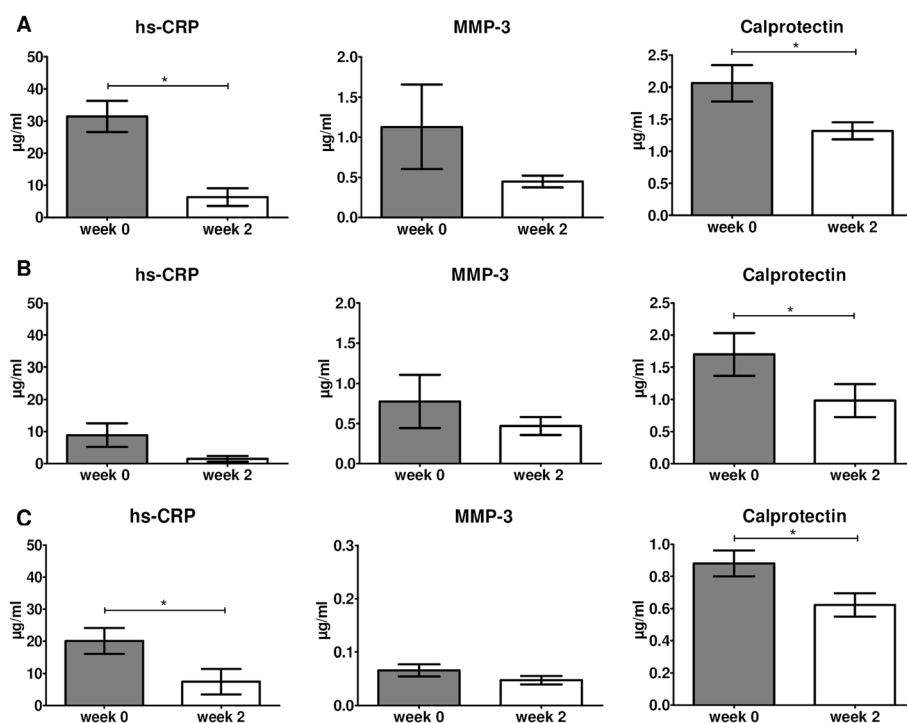 A
hs-CRP
µg/ml
50
40
30
20
10
0
*
week 0 week 2
MMP-3
µg/ml
2.0
1.5
1.0
0.5
0.0
week 0 week 2
Calprotectin
µg/ml
2.5
2.0
1.5
1.0
0.5
0.0
*
week 0 week 2
B
hs-CRP
µg/ml
50
40
30
20
10
0
week 0 week 2
MMP-3
µg/ml
2.0
1.5
1.0
0.5
0.0
week 0 week 2
Calprotectin
µg/ml
2.5
2.0
1.5
1.0
0.5
0.0
*
week 0 week 2
C
hs-CRP
µg/ml
50
40
30
20
10
0
*
week 0 week 2
MMP-3
µg/ml
0.3
0.2
0.1
0.0
week 0 week 2
Calprotectin
µg/ml
1.0
0.8
0.6
0.4
0.2
0.0
*
week 0 week 2